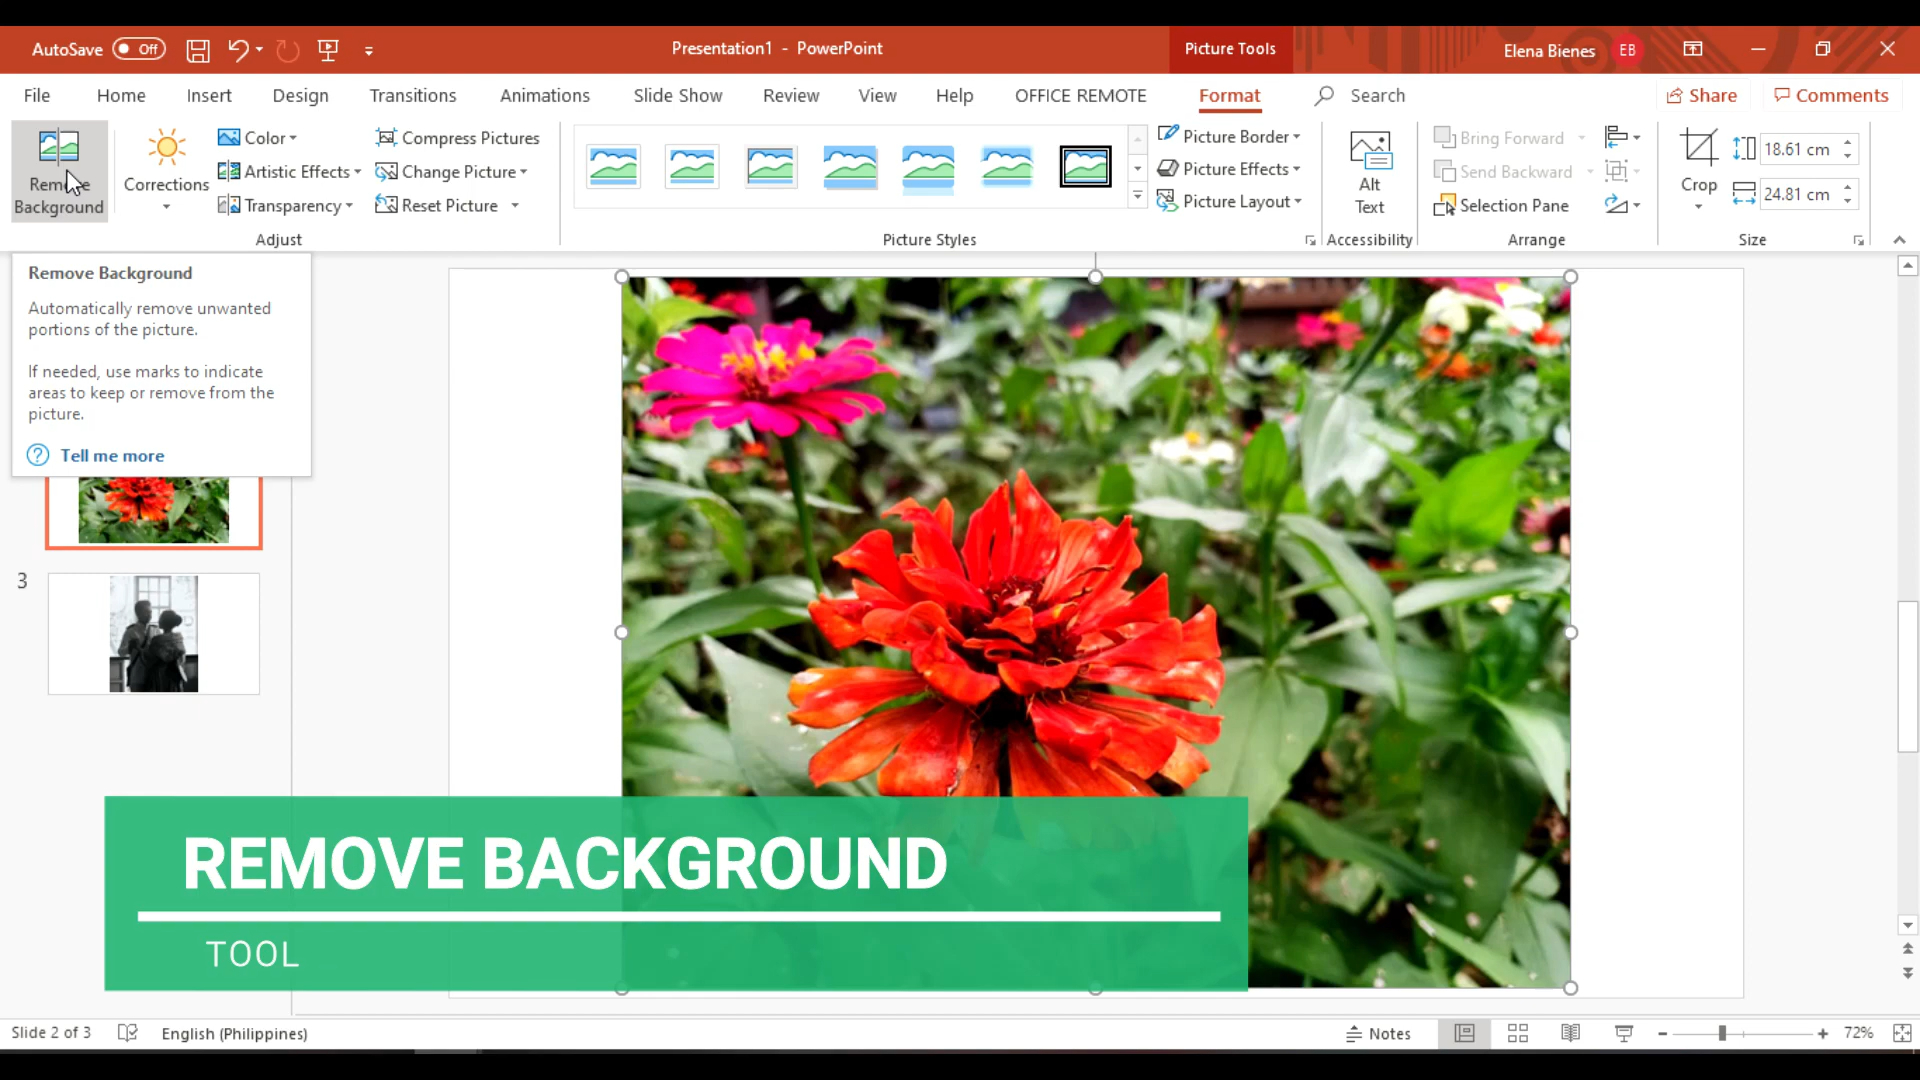 AutoSave Off Presentation1 - PowerPoint Picture Tools Elena Bienes EB
File Home Insert Design Transitions Animations Slide Show Review View Help OFFICE REMOTE Format Search Share Comments
Remove Background
Corrections
Color
Artistic Effects
Transparency
Compress Pictures
Change Picture
Reset Picture
Adjust
Picture Styles
Picture Border
Picture Effects
Picture Layout
Alt Text
Accessibility
Bring Forward
Send Backward
Selection Pane
Arrange
Crop
18.61 cm
24.81 cm
Size
Remove Background
Automatically remove unwanted
portions of the picture.
If needed, use marks to indicate
areas to keep or remove from the
picture.
? Tell me more
3
REMOVE BACKGROUND
TOOL
Slide 2 of 3 English (Philippines) Notes 72%